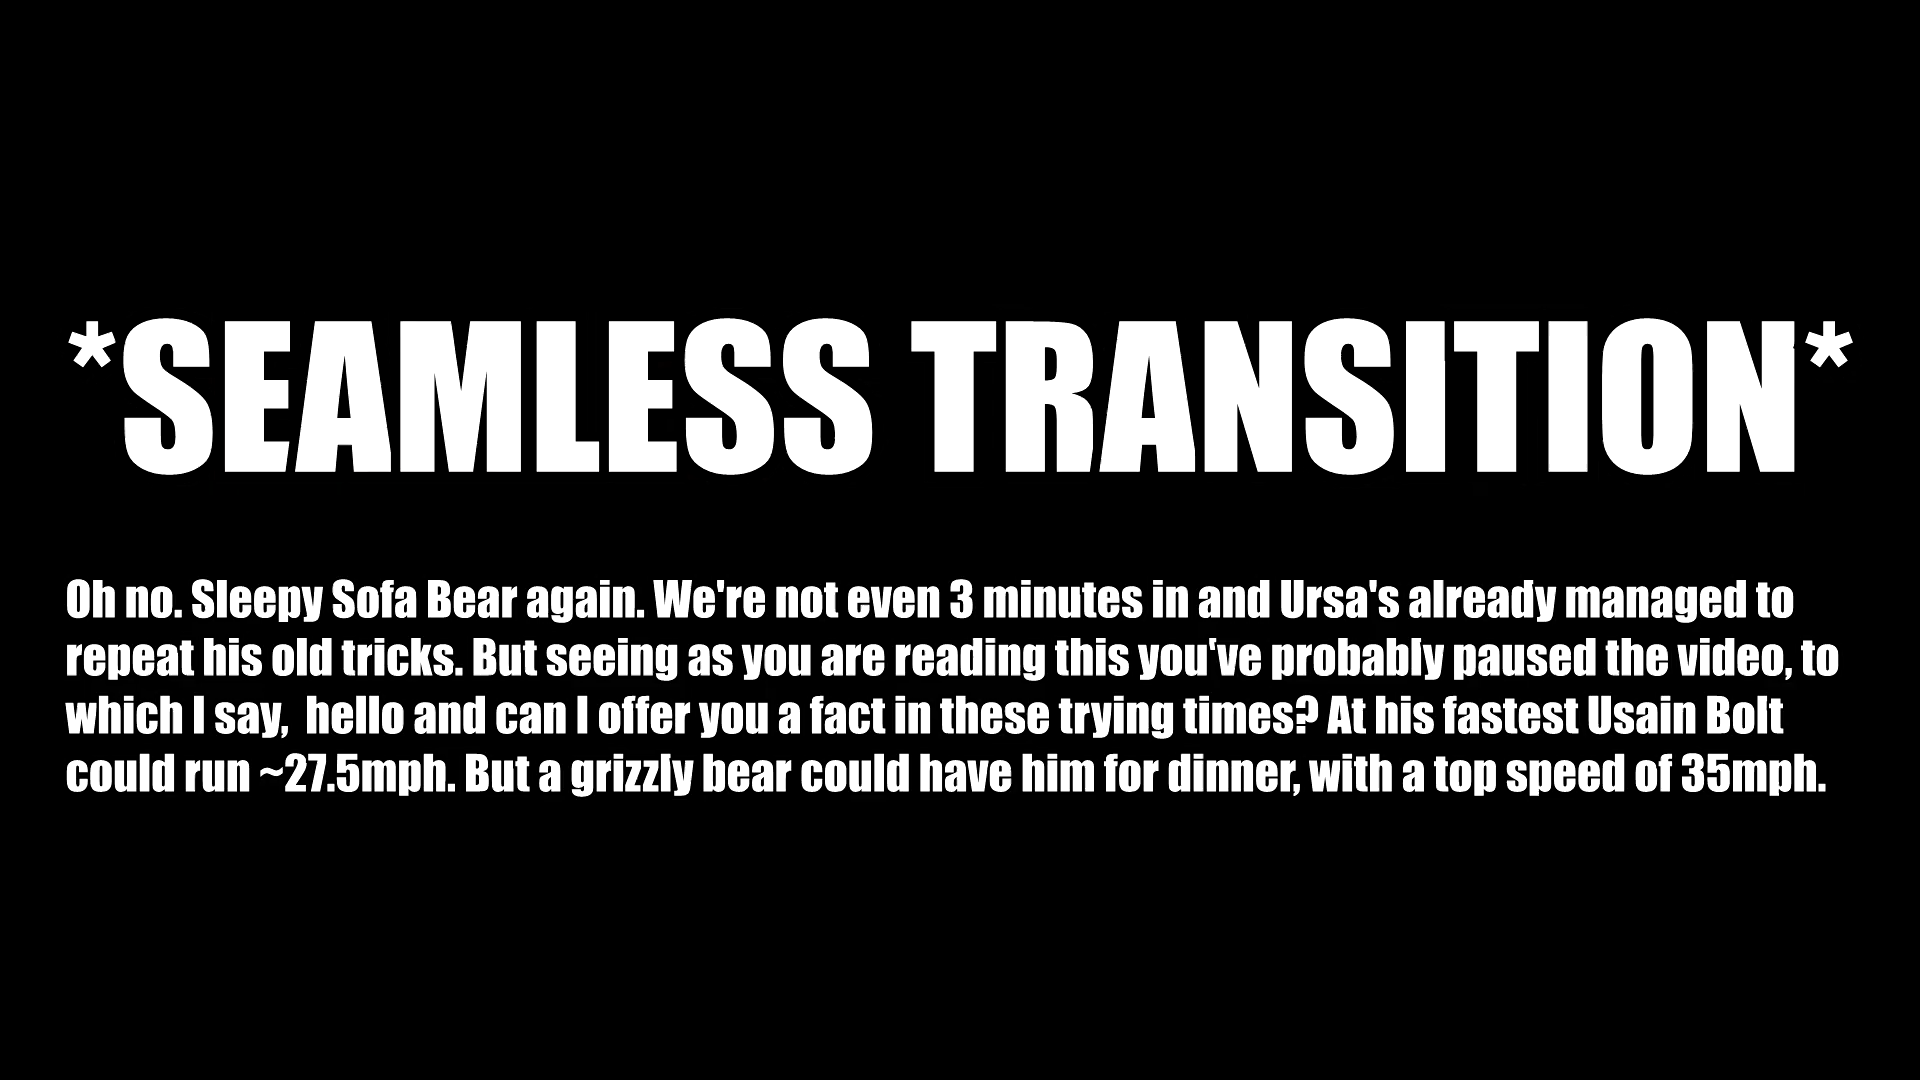 *SEAMLESS TRANSITION*
Oh no. Sleepy Sofa Bear again. We're not even 3 minutes in and Ursa's already managed to
repeat his old tricks. But seeing as you are reading this you've probably paused the video, to
which I say,  hello and can I offer you a fact in these trying times? At his fastest Usain Bolt
could run ~27.5mph. But a grizzly bear could have him for dinner, with a top speed of 35mph.